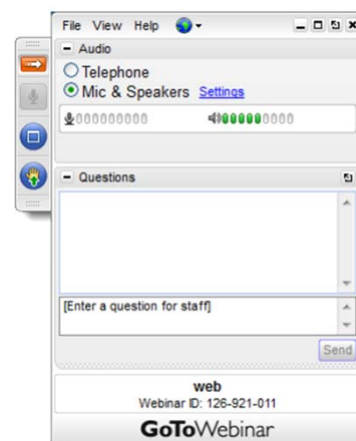 File View Help
Audio
Telephone
Mic & Speakers Settings
Questions
[Enter a question for staff]
Send
web
Webinar ID: 126-921-011
GoToWebinar